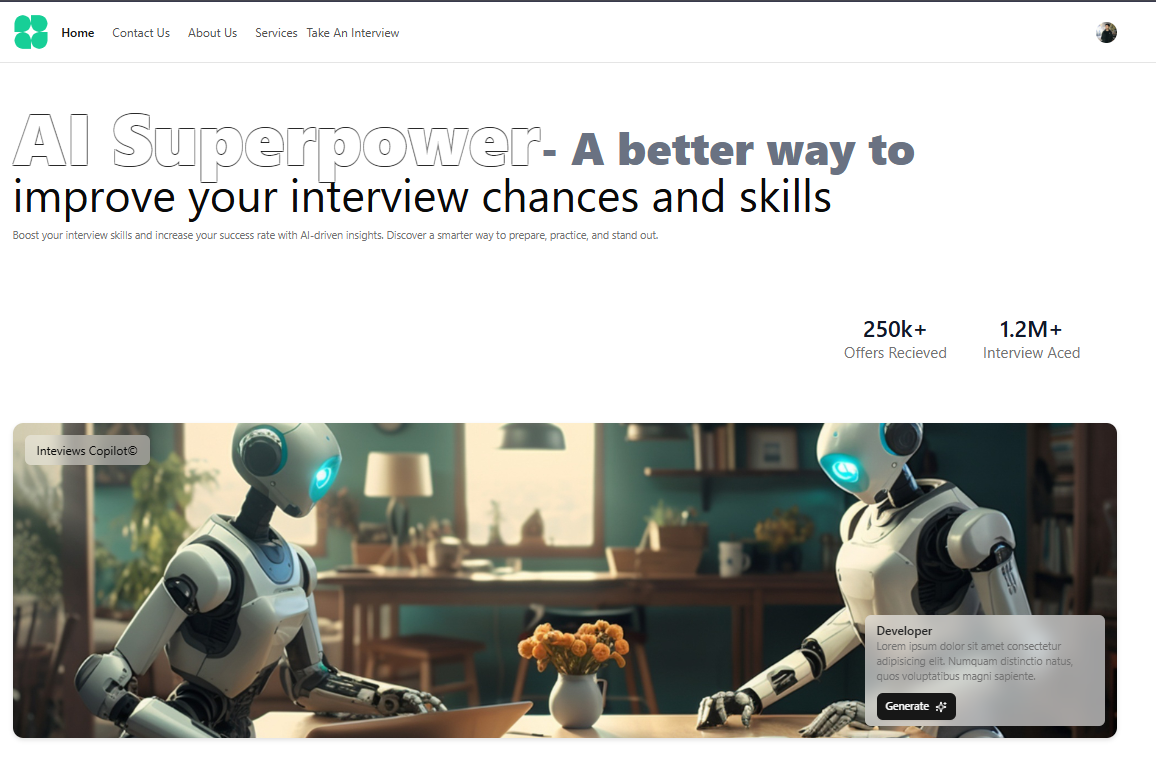 Home Contact Us About Us Services Take An Interview
AI Superpower- A better way to
improve your interview chances and skills
Boost your interview skills and increase your success rate with AI-driven insights. Discover a smarter way to prepare, practice, and stand out.
250k+ 1.2M+
Offers Recieved Interview Aced
Inteviews Copilot©
Developer
Lorem ipsum dolor sit amet consectetur
adipisicing elit. Numquam distinctio natus,
quos voluptatibus magni sapiente.
Generate